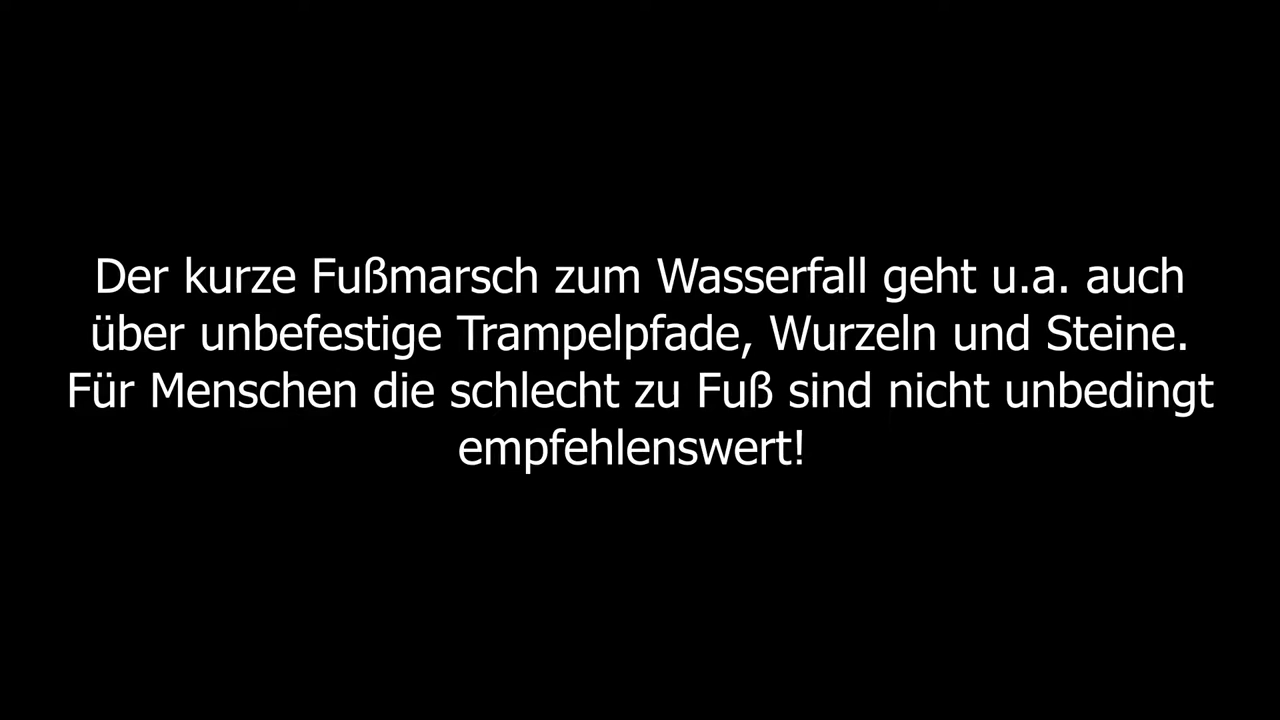 Der kurze Fußmarsch zum Wasserfall geht u.a. auch
über unbefestige Trampelpfade, Wurzeln und Steine.
Für Menschen die schlecht zu Fuß sind nicht unbedingt
empfehlenswert!